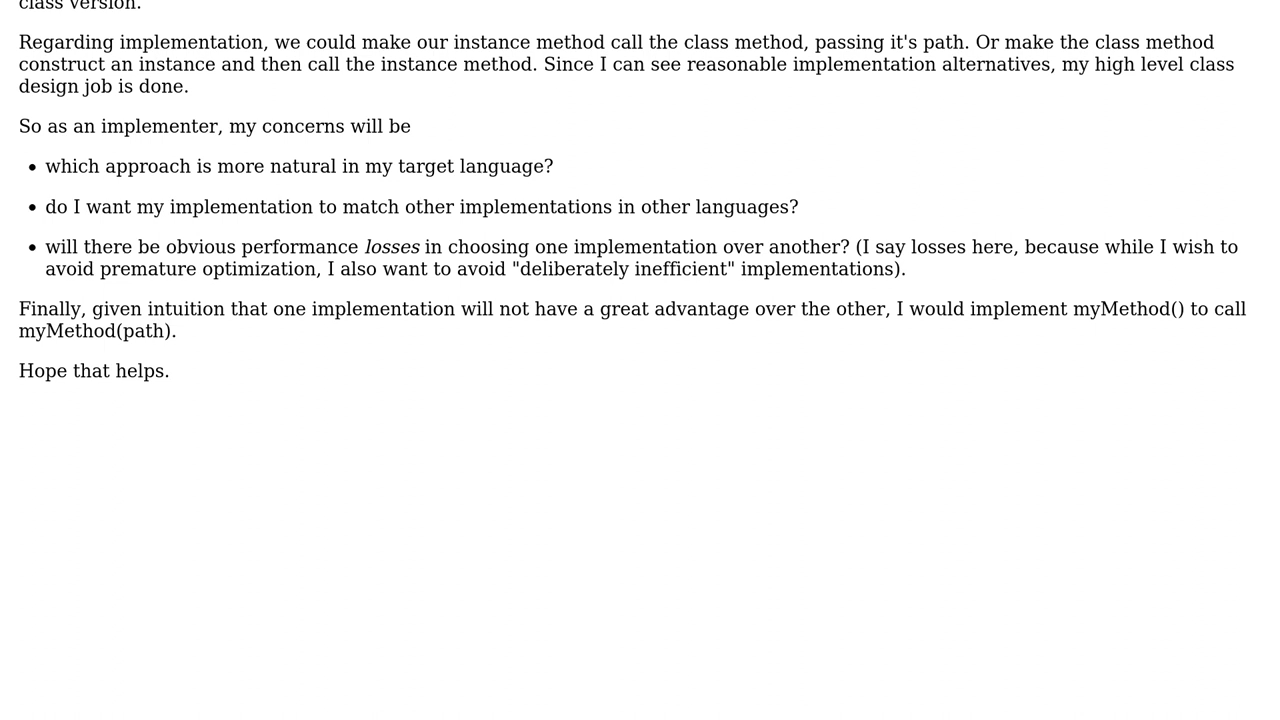 class version.
Regarding implementation, we could make our instance method call the class method, passing it's path. Or make the class method
construct an instance and then call the instance method. Since I can see reasonable implementation alternatives, my high level class
design job is done.
So as an implementer, my concerns will be
• which approach is more natural in my target language?
• do I want my implementation to match other implementations in other languages?
• will there be obvious performance losses in choosing one implementation over another? (I say losses here, because while I wish to
avoid premature optimization, I also want to avoid "deliberately inefficient" implementations).
Finally, given intuition that one implementation will not have a great advantage over the other, I would implement myMethod() to call
myMethod(path).
Hope that helps.